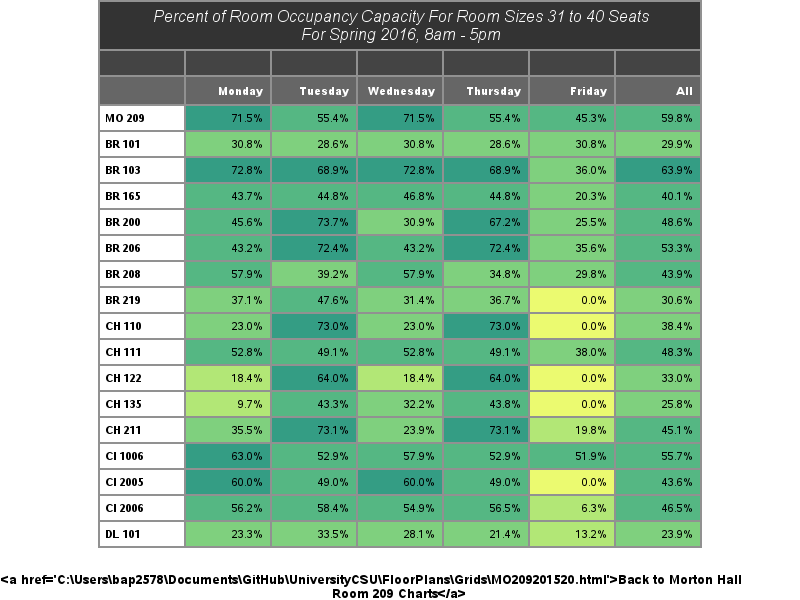 Percent of Room Occupancy Capacity For Room Sizes 31 to 40 Seats
For Spring 2016, 8am - 5pm
Monday Tuesday Wednesday Thursday Friday All
MO 209 71.5% 55.4% 71.5% 55.4% 45.3% 59.8%
BR 101 30.8% 28.6% 30.8% 28.6% 30.8% 29.9%
BR 103 72.8% 68.9% 72.8% 68.9% 36.0% 63.9%
BR 165 43.7% 44.8% 46.8% 44.8% 20.3% 40.1%
BR 200 45.6% 73.7% 30.9% 67.2% 25.5% 48.6%
BR 206 43.2% 72.4% 43.2% 72.4% 35.6% 53.3%
BR 208 57.9% 39.2% 57.9% 34.8% 29.8% 43.9%
BR 219 37.1% 47.6% 31.4% 36.7% 0.0% 30.6%
CH 110 23.0% 73.0% 23.0% 73.0% 0.0% 38.4%
CH 111 52.8% 49.1% 52.8% 49.1% 38.0% 48.3%
CH 122 18.4% 64.0% 18.4% 64.0% 0.0% 33.0%
CH 135 9.7% 43.3% 32.2% 43.8% 0.0% 25.8%
CH 211 35.5% 73.1% 23.9% 73.1% 19.8% 45.1%
CI 1006 63.0% 52.9% 57.9% 52.9% 51.9% 55.7%
CI 2005 60.0% 49.0% 60.0% 49.0% 0.0% 43.6%
CI 2006 56.2% 58.4% 54.9% 56.5% 6.3% 46.5%
DL 101 23.3% 33.5% 28.1% 21.4% 13.2% 23.9%
<a href='C:\Users\bap2578\Documents\GitHub\UniversityCSU\FloorPlans\Grids\MO209201520.html'>Back to Morton Hall
Room 209 Charts</a>